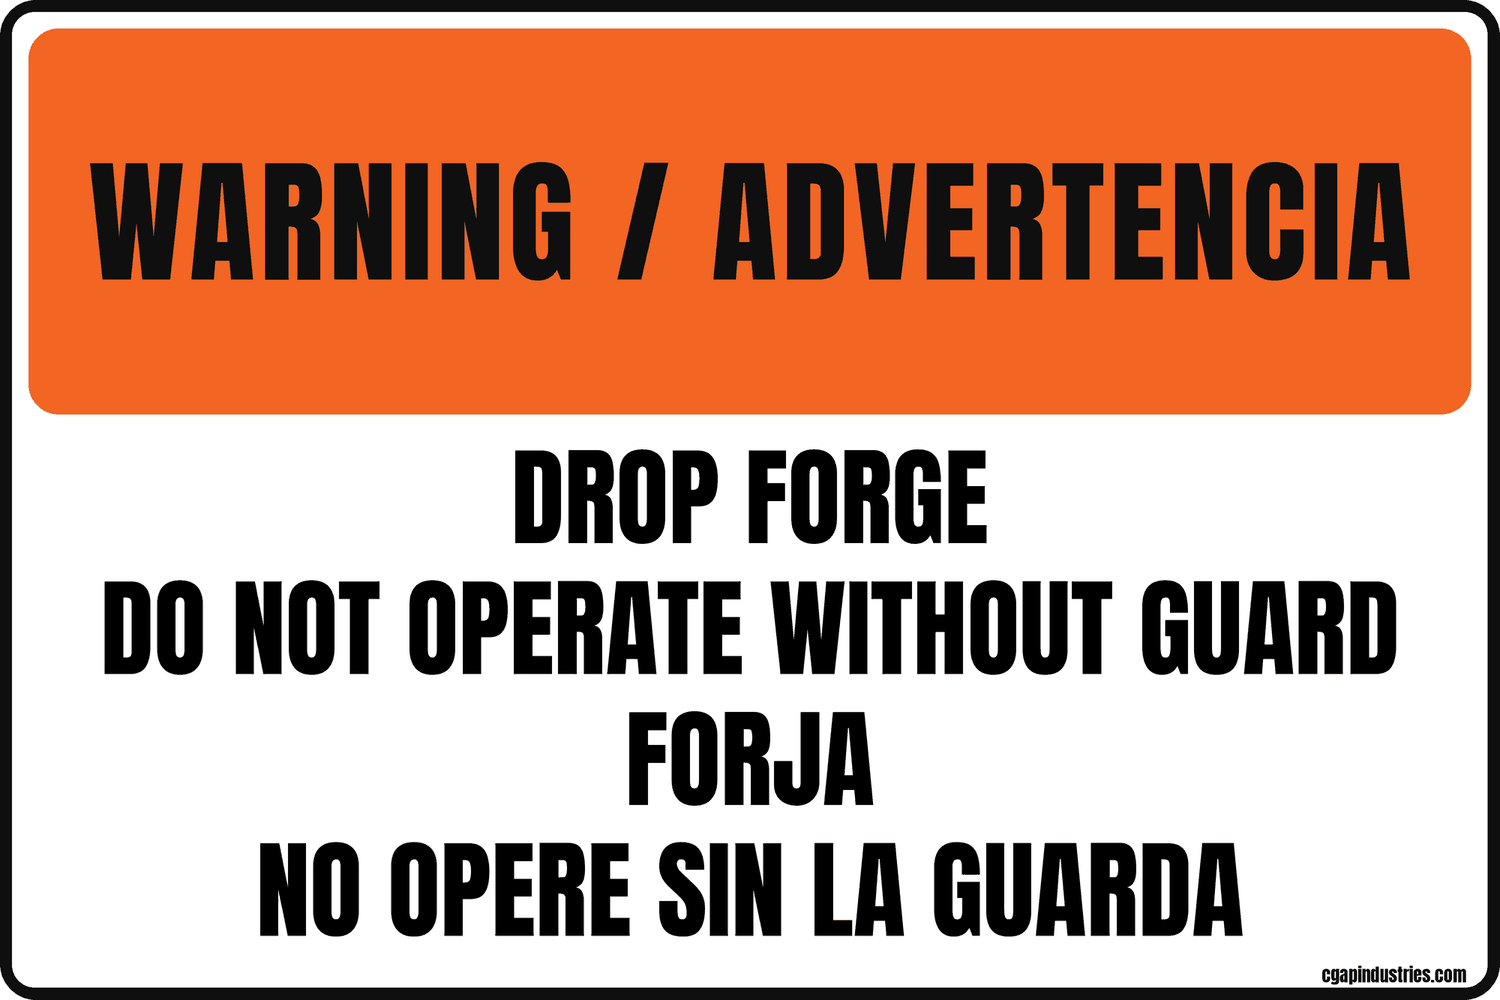 WARNING / ADVERTENCIA
DROP FORGE
DO NOT OPERATE WITHOUT GUARD
FORJA
NO OPERE SIN LA GUARDA
cgapindustries.com